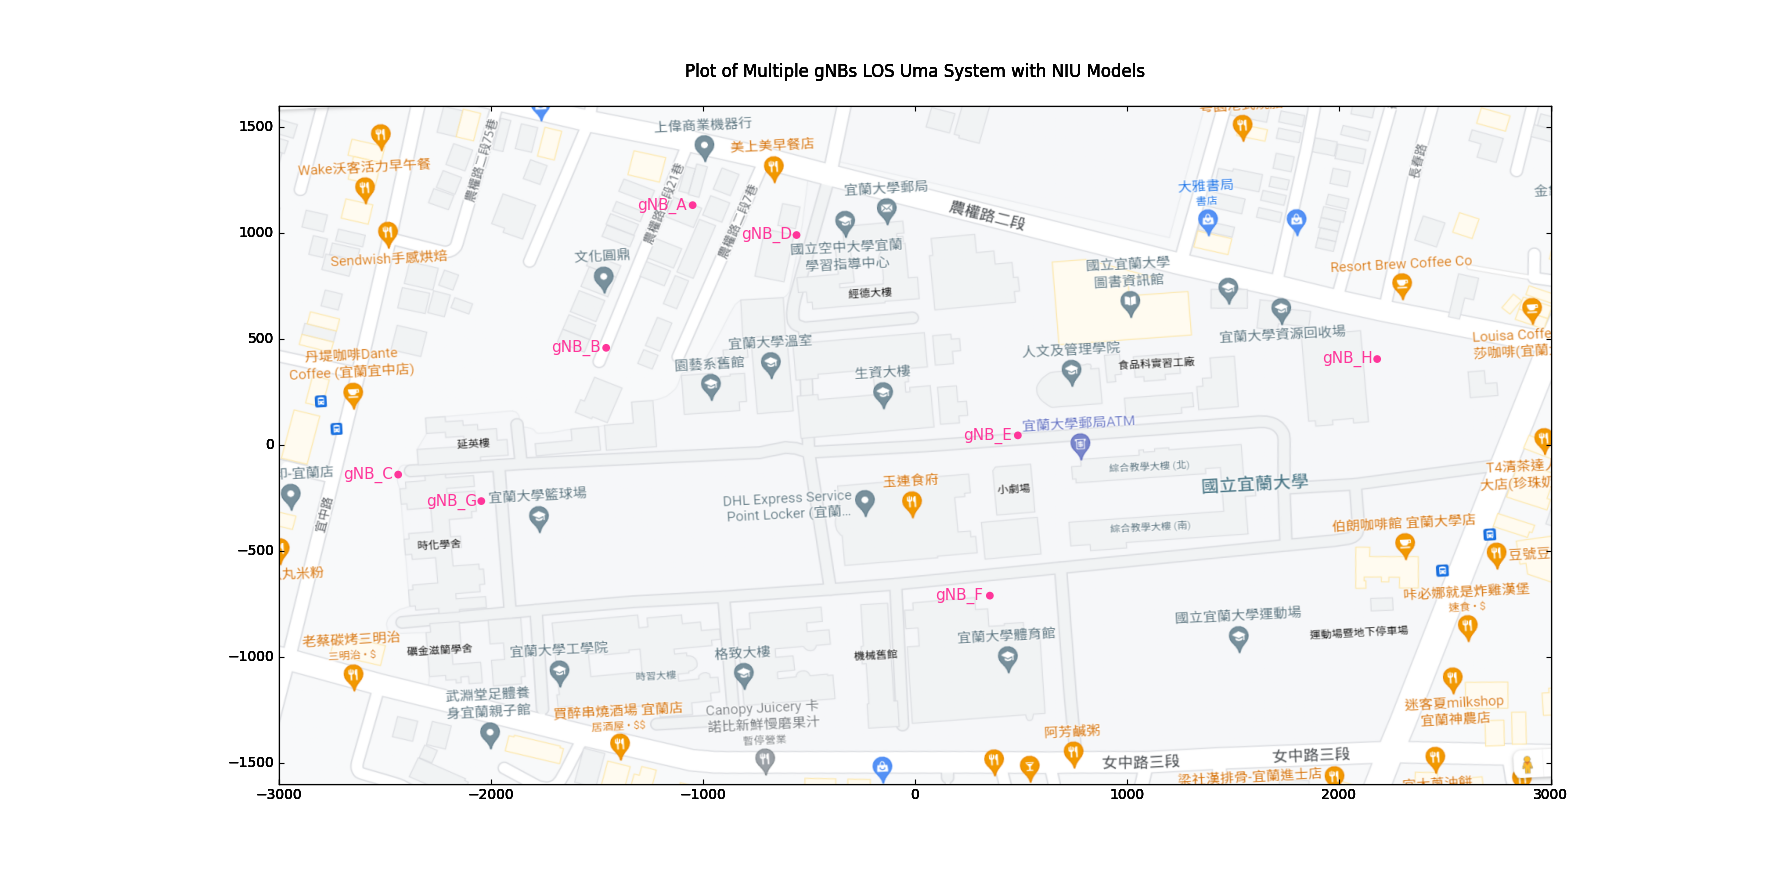 Plot of Multiple gNBs LOS Uma System with NIU Models
1500
1000
500
0
−500
−1000
−1500
−3000
−2000
−1000
0
1000
2000
3000
上偉商業機器行
美上美早餐店
Wake沃客活力早午餐
農權路二段75巷
農權路二段7巷
gNB_A
gNB_D
宜蘭大學郵局
農權路二段
大雅書局
書店
長春路
Sendwish手感烘焙
文化圓鼎
國立空中大學宜蘭
學習指導中心
經德大樓
國立宜蘭大學
圖書資訊館
Resort Brew Coffee Co
宜蘭大學資源回收場
gNB_B
gNB_H
丹堤咖啡Dante
Coffee (宜蘭宜中店)
宜蘭大學溫室
園藝系舊館
生資大樓
人文及管理學院
食品科實習工廠
Louisa Coffe
莎咖啡(宜蘭
延英樓
gNB_E
宜蘭大學郵局ATM
-宜蘭店
gNB_C
gNB_G
宜蘭大學籃球場
DHL Express Service
Point Locker (宜蘭...
玉連食府
小劇場
綜合教學大樓 (北)
國立宜蘭大學
T4清茶達
大店(珍珠奶
宜中路
時化學舍
綜合教學大樓 (南)
伯朗咖啡館 宜蘭大學店
豆號豆
丸米粉
gNB_F
咔必娜就是炸雞漢堡
速食・$
國立宜蘭大學運動場
運動場暨地下停車場
老蔡碳烤三明治
三明治・$
礦金滋蘭學舍
宜蘭大學工學院
時習大樓
格致大樓
機械舊館
宜蘭大學體育館
武淵堂足體養
身宜蘭親子館
買醉串燒酒場 宜蘭店
居酒屋・$$
Canopy Juicery 卡
諾比新鮮慢磨果汁
暫停營業
阿芳鹹粥
迷客夏milkshop
宜蘭神農店
女中路三段
女中路三段
梁社漢排骨-宜蘭進士店